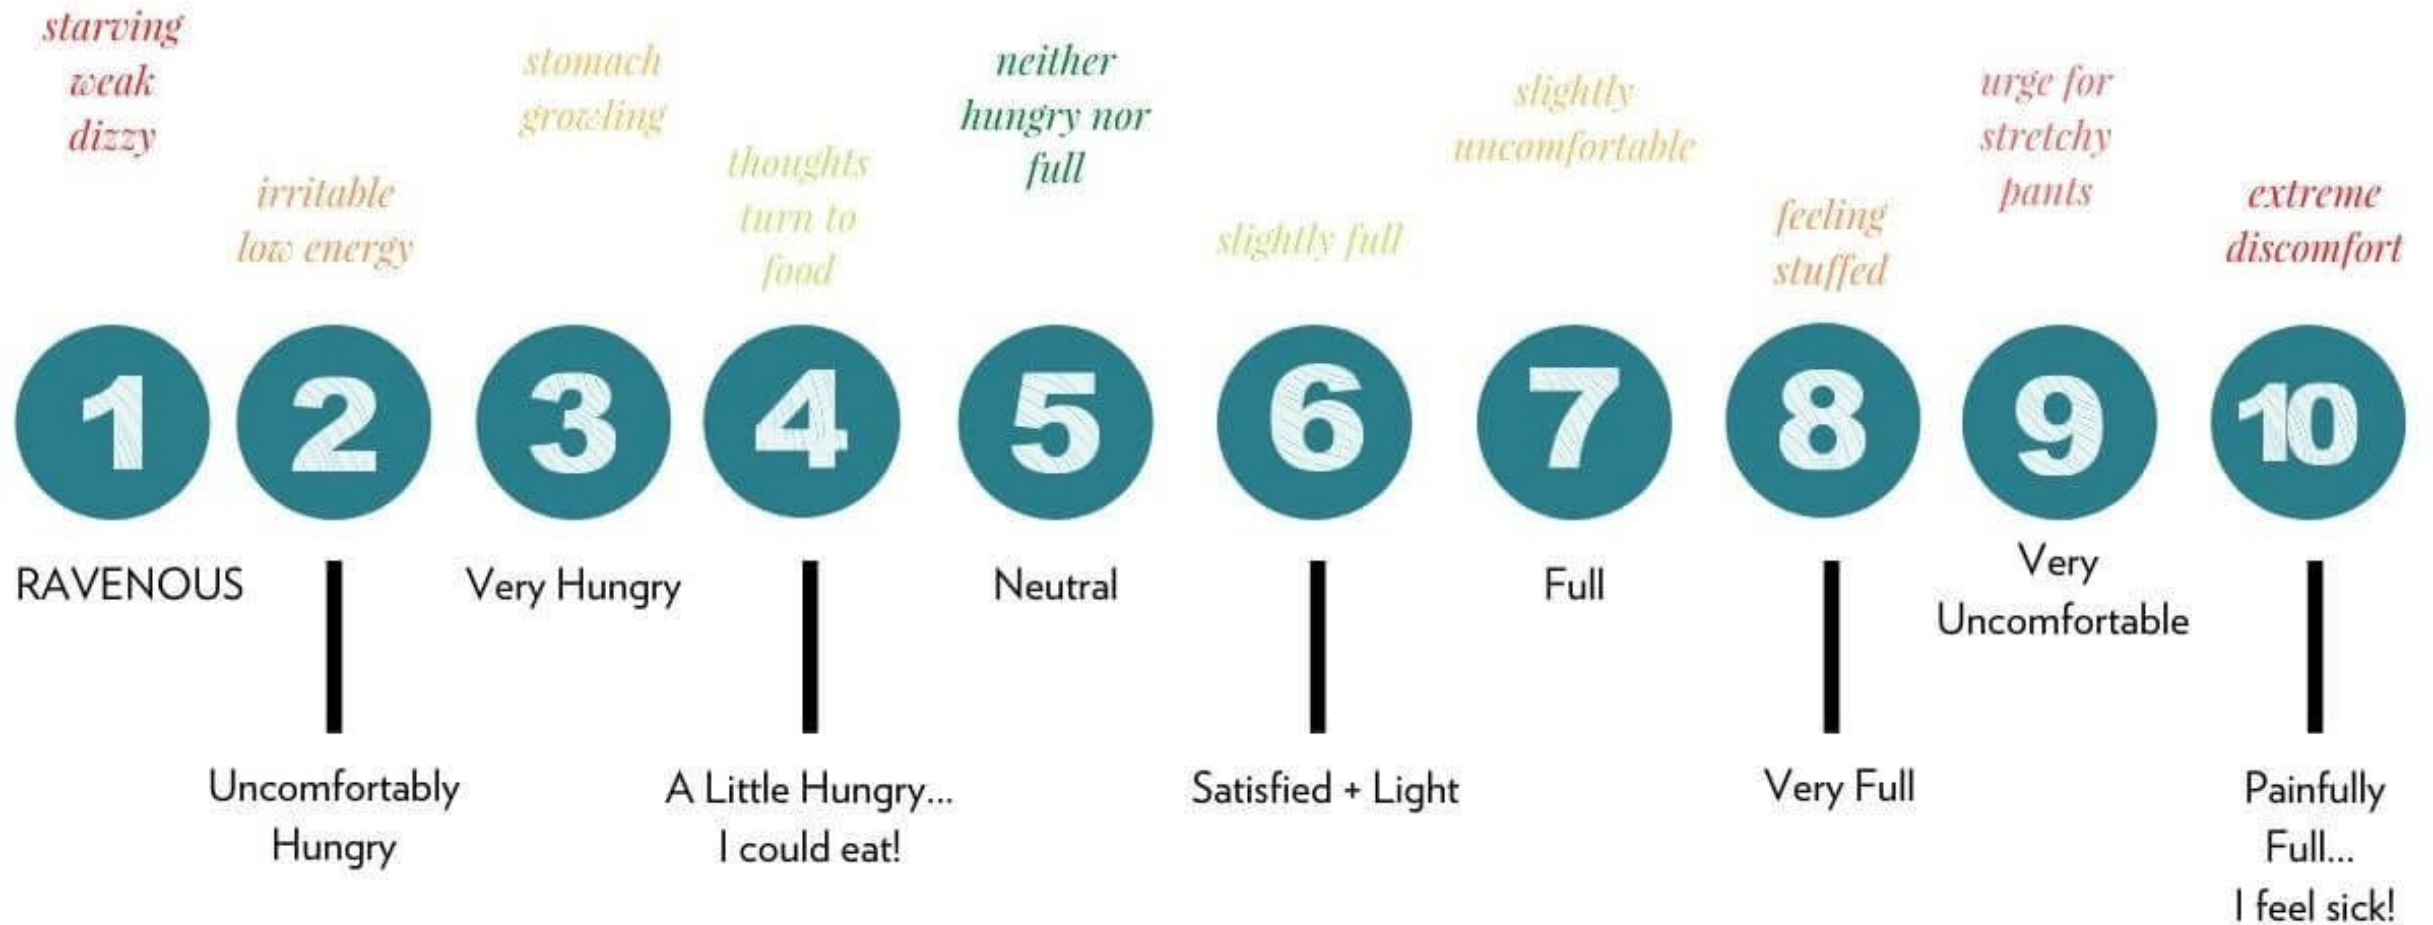 starving
weak
dizzy
irritable
low energy
stomach
growling
thoughts
turn to
food
neither
hungry nor
full
slightly full
slightly
uncomfortable
feeling
stuffed
urge for
stretchy
pants
extreme
discomfort
1
2
3
4
5
6
7
8
9
10
RAVENOUS
Uncomfortably
Hungry
Very Hungry
A Little Hungry...
I could eat!
Neutral
Satisfied + Light
Full
Very Full
Very
Uncomfortable
Painfully
Full...
I feel sick!